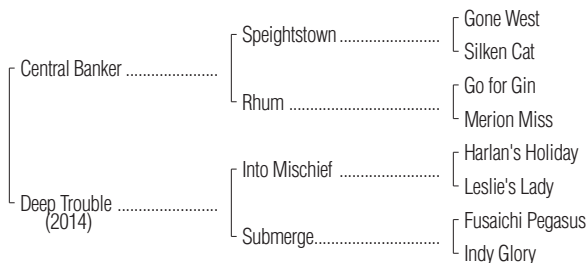 Gone West
Speightstown
Silken Cat
Central Banker
Go for Gin
Rhum
Merion Miss
Harlan's Holiday
Into Mischief
Leslie's Lady
Deep Trouble
(2014)
Fusaichi Pegasus
Submerge
Indy Glory